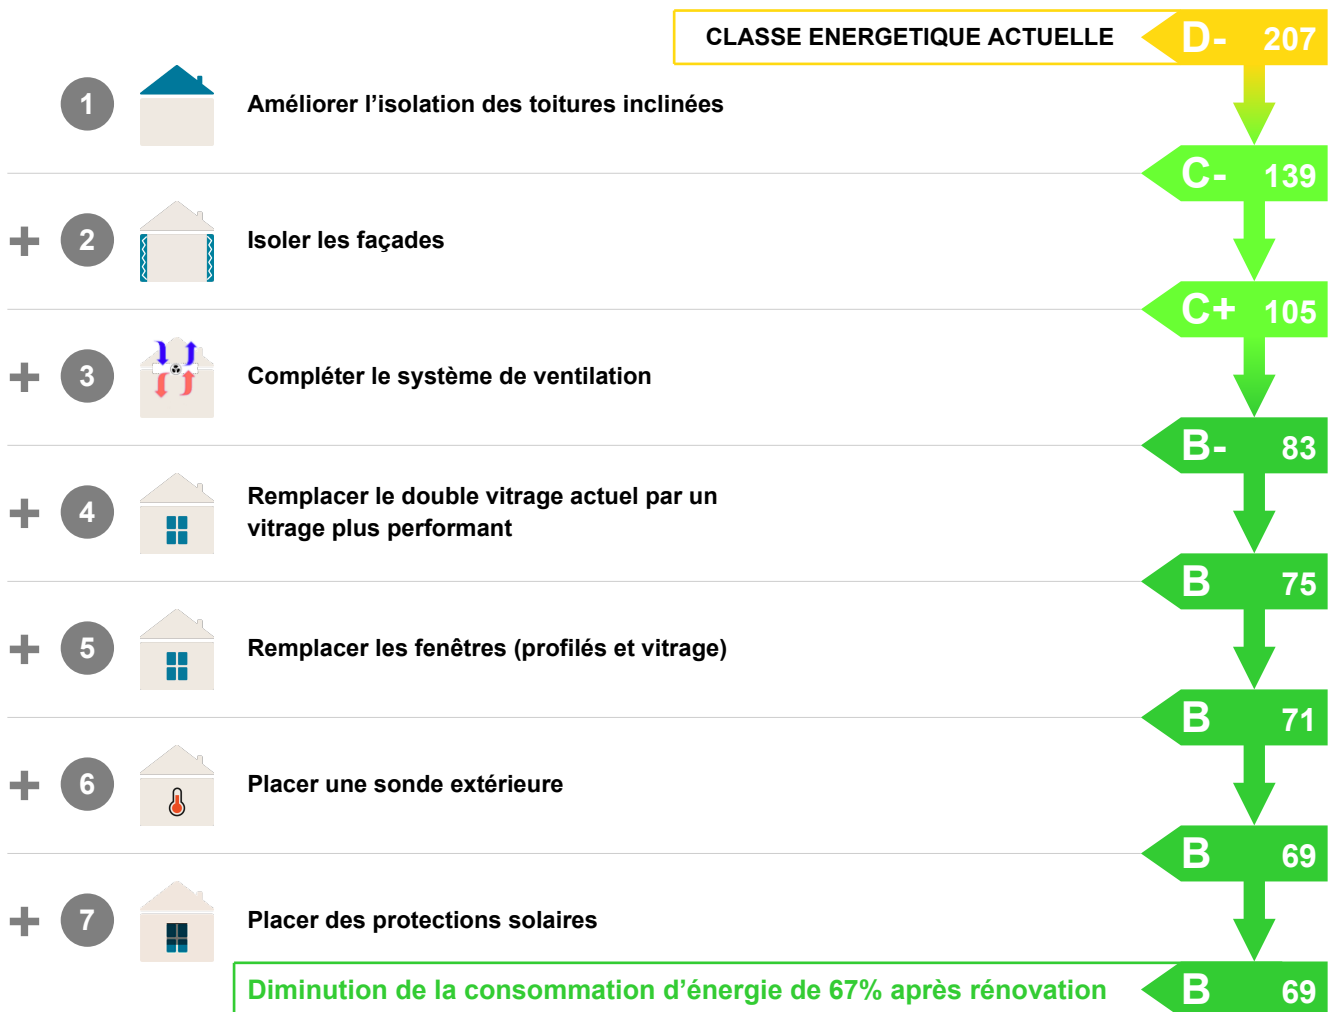 CLASSE ENERGETIQUE ACTUELLE D- 207
1 Améliorer l'isolation des toitures inclinées
C- 139
+ 2 Isoler les façades
C+ 105
+ 3 Compléter le système de ventilation
B- 83
+ 4 Remplacer le double vitrage actuel par un
vitrage plus performant
B 75
+ 5 Remplacer les fenêtres (profilés et vitrage)
B 71
+ 6 Placer une sonde extérieure
B 69
+ 7 Placer des protections solaires
Diminution de la consommation d'énergie de 67% après rénovation B 69